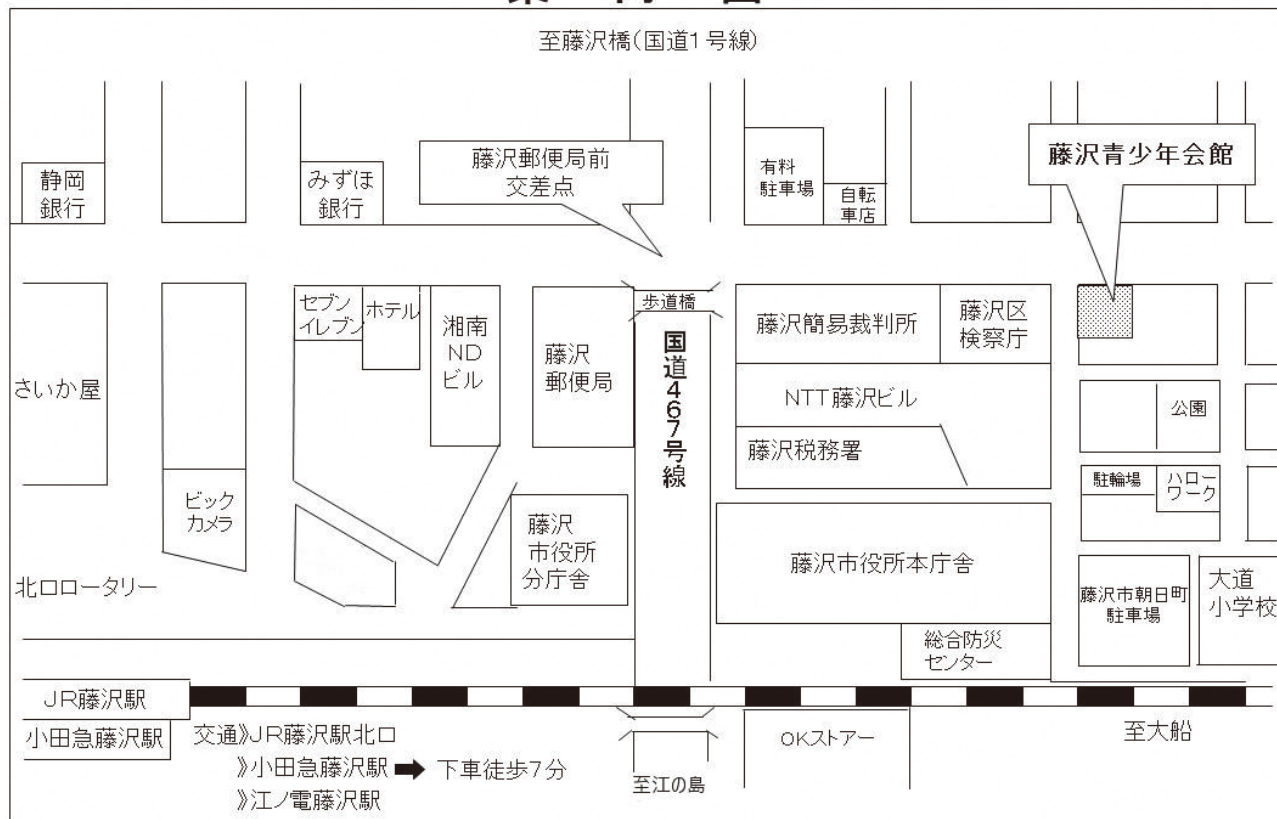 至藤沢橋(国道1号線)
藤沢郵便局前
交差点
藤沢青少年会館
静岡
銀行
みずほ
銀行
有料
駐車場
自転
車店
歩道橋
セブン
イレブン
ホテル
湘南
ND
ビル
藤沢
郵便局
国道467号線
藤沢簡易裁判所
藤沢区
検察庁
さいか屋
NTT藤沢ビル
公園
藤沢税務署
駐輪場
ハロー
ワーク
ビック
カメラ
藤沢
市役所
分庁舎
藤沢市役所本庁舎
北口ロータリー
藤沢市朝日町
駐車場
大道
小学校
総合防災
センター
JR藤沢駅
小田急藤沢駅
交通》JR藤沢駅北口
》小田急藤沢駅 ➡ 下車徒歩7分
》江ノ電藤沢駅
至江の島
OKストアー
至大船